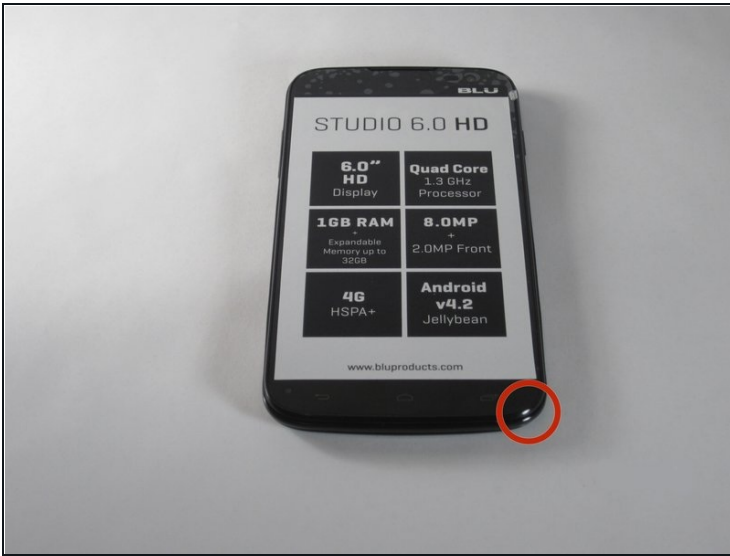 BLU
STUDIO 6.0 HD
6.0"
HD
Display
Quad Core
1.3 GHz
Processor
1GB RAM
+
Expandable
Memory up to
32GB
8.0MP
+
2.0MP Front
4G
HSPA+
Android
v4.2
Jellybean
www.bluproducts.com